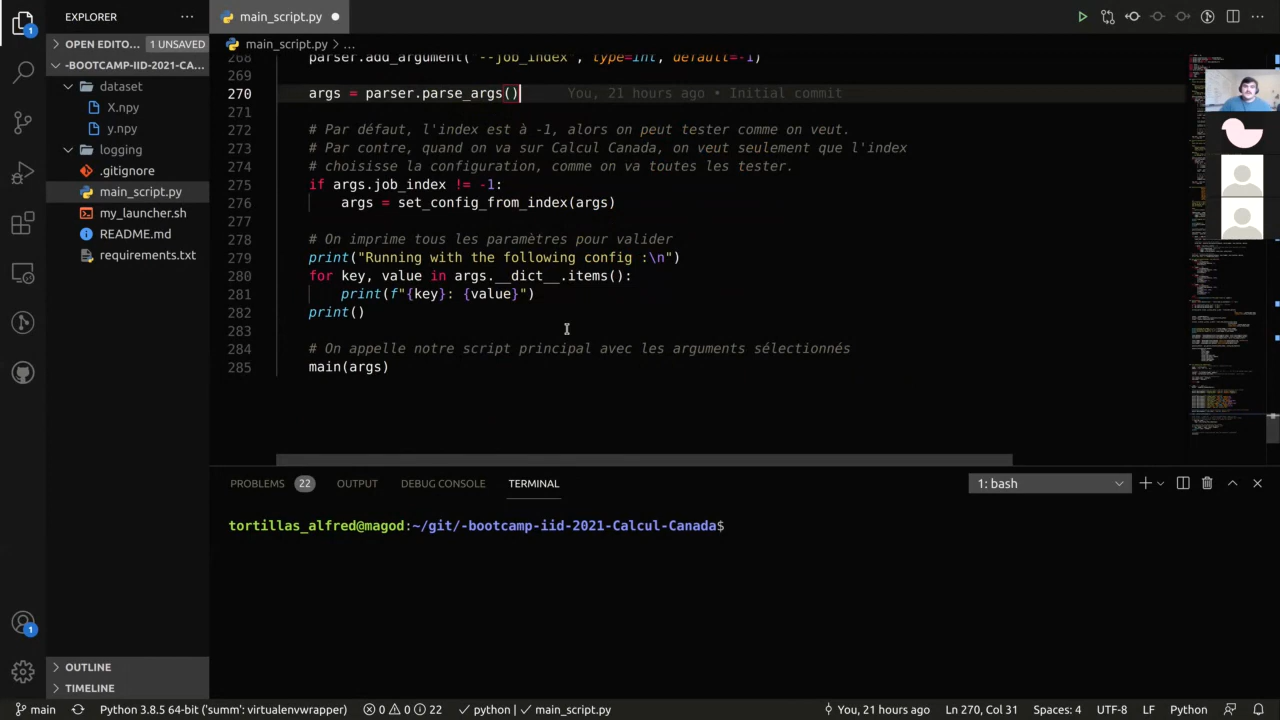 EXPLORER
main_script.py
OPEN EDITO... 1 UNSAVED
main_script.py > ...
-BOOTCAMP-IID-2021-CA...
dataset
X.npy
y.npy
logging
.gitignore
main_script.py
my_launcher.sh
README.md
requirements.txt
268 parser.add_argument("--job_index", type=int, default=-1)
269
270 args = parser.parse_args() You, 21 hours ago • Initial commit
271
272 # Par défaut, l'index est à -1, alors on peut tester comme on veut.
273 # Par contre, quand on va sur Calcul Canada, on veut seulement que l'index
274 # choisisse la configuration, comme on va toutes les tester.
275 if args.job_index != -1:
276 args = set_config_from_index(args)
277
278 # On imprime tous les paramètres pour valider
279 print("Running with the following config :\n")
280 for key, value in args.__dict__.items():
281 print(f"{key}: {value}")
282 print()
283
284 # On appelle notre script principal avec les arguments sélectionnés
285 main(args)
PROBLEMS 22 OUTPUT DEBUG CONSOLE TERMINAL 1: bash
tortillas_alfred@magod:~/git/-bootcamp-iid-2021-Calcul-Canada$
1
1
OUTLINE
TIMELINE
main Python 3.8.5 64-bit ('summ': virtualenvwrapper) 0 0 22 python | main_script.py You, 21 hours ago Ln 270, Col 31 Spaces: 4 UTF-8 LF Python